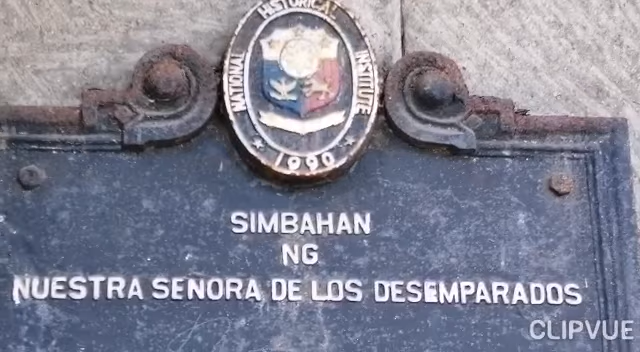 NATIONAL HISTORICAL INSTITUTE
1990
SIMBAHAN
NG
NUESTRA SENORA DE LOS DESEMPARADOS
CLIPVUE